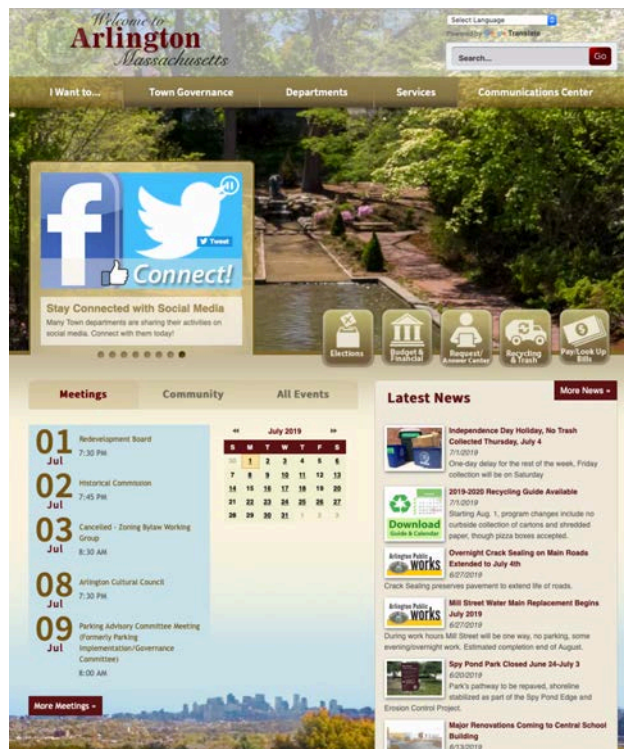 Welcome to
Arlington
Massachusetts
Select Language
Powered by Google Translate
Search...
Go
I Want to...
Town Governance
Departments
Services
Communications Center
f
Tweet
Connect!
Stay Connected with Social Media
Many Town departments are sharing their activities on
social media. Connect with them today!
Elections
Budget &
Financial
Request/
Answer Center
Recycling
& Trash
Pay/Look Up
Bills
Meetings
Community
All Events
01
Jul
Redevelopment Board
7:30 PM
02
Jul
Historical Commission
7:45 PM
03
Jul
Cancelled - Zoning Bylaw Working
Group
8:30 AM
08
Jul
Arlington Cultural Council
7:30 PM
09
Jul
Parking Advisory Committee Meeting
(Formerly Parking
Implementation/Governance
Committee)
8:00 AM
More Meetings »
« July 2019 »
S M T W T F S
30 1 2 3 4 5 6
7 8 9 10 11 12 13
14 15 16 17 18 19 20
21 22 23 24 25 26 27
28 29 30 31 1 2 3
Latest News
More News »
Independence Day Holiday, No Trash
Collected Thursday, July 4
7/1/2019
One-day delay for the rest of the week, Friday
collection will be on Saturday
Download
Guide & Calendar
2019-2020 Recycling Guide Available
7/1/2019
Starting Aug. 1, program changes include no
curbside collection of cartons and shredded
paper, though pizza boxes accepted.
Arlington Public
works
Overnight Crack Sealing on Main Roads
Extended to July 4th
6/27/2019
Crack Sealing preserves pavement to extend life of roads.
Arlington Public
works
Mill Street Water Main Replacement Begins
July 2019
6/27/2019
During work hours Mill Street will be one way, no parking, some
evening/overnight work. Estimated completion end of August.
Spy Pond Park Closed June 24-July 3
6/20/2019
Park's pathway to be repaved, shoreline
stabilized as part of the Spy Pond Edge and
Erosion Control Project.
Major Renovations Coming to Central School
Building
6/13/2019